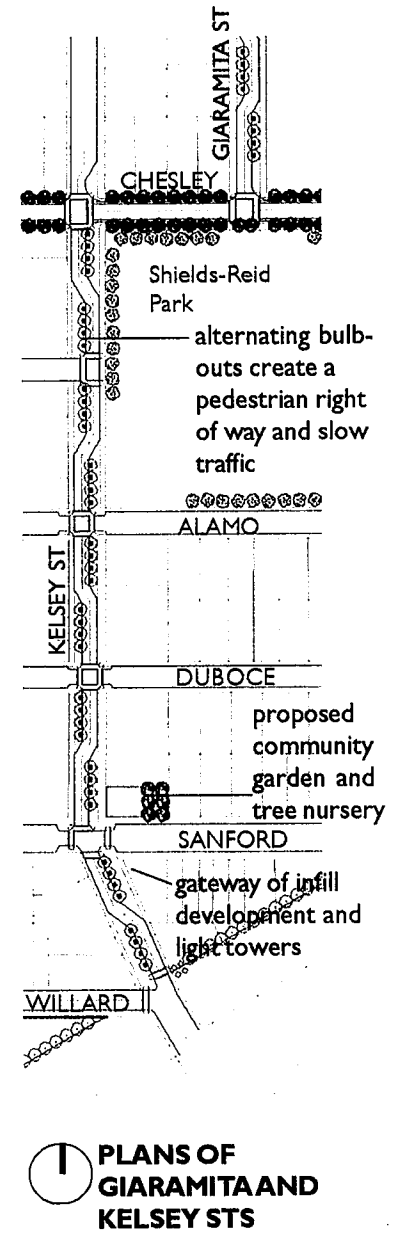 GIARAMITA ST
CHESLEY
Shields-Reid
Park
alternating bulb-
outs create a
pedestrian right
of way and slow
traffic
ALAMO
KELSEY ST
DUBOCE
proposed
community
garden and
tree nursery
SANFORD
gateway of infill
development and
light towers
WILLARD
PLANS OF
GIARAMITA AND
KELSEY STS